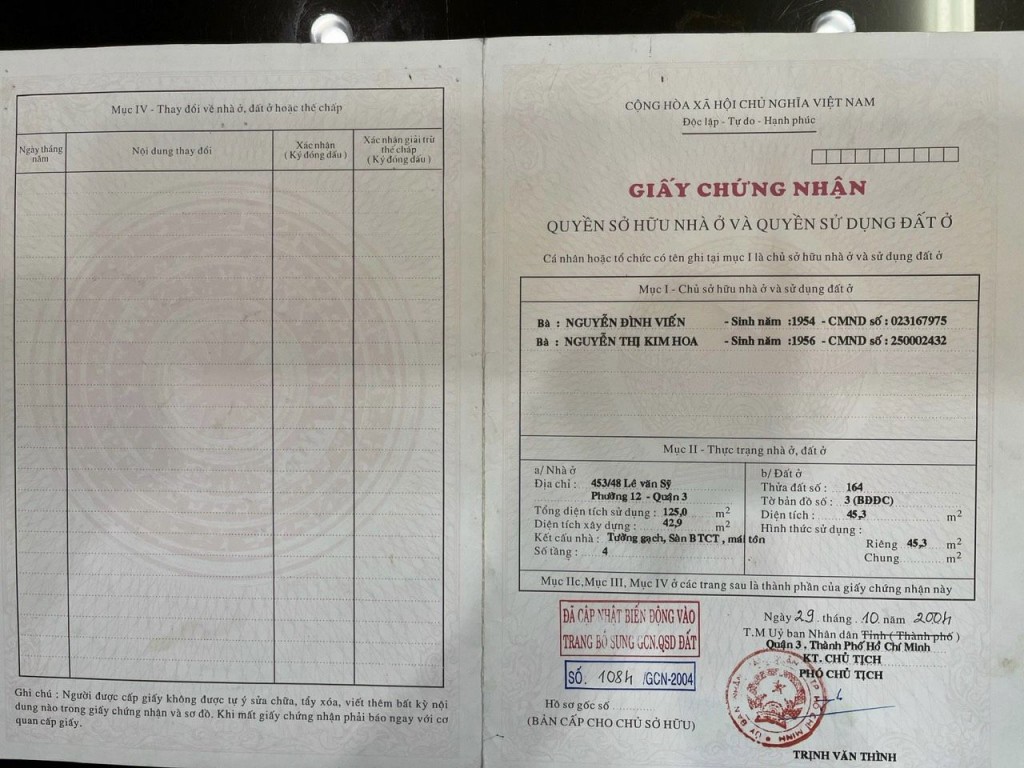 Mục IV - Thay đổi về nhà ở, đất ở hoặc thế chấp
Ngày tháng năm
Nội dung thay đổi
Xác nhận
( Ký đóng dấu )
Xác nhận giải trừ thế chấp
( Ký đóng dấu )
Ghi chú : Người được cấp giấy không được tự ý sửa chữa, tẩy xóa, viết thêm bất kỳ nội
dung nào trong giấy chứng nhận và sơ đồ. Khi mất giấy chứng nhận phải báo ngay với cơ
quan cấp giấy.
CỘNG HÒA XÃ HỘI CHỦ NGHĨA VIỆT NAM
Độc lập - Tự do - Hạnh phúc
GIẤY CHỨNG NHẬN
QUYỀN SỞ HỮU NHÀ Ở VÀ QUYỀN SỬ DỤNG ĐẤT Ở
Cá nhân hoặc tổ chức có tên ghi tại mục I là chủ sở hữu nhà ở và sử dụng đất ở
Mục I - Chủ sở hữu nhà ở và sử dụng đất ở
Bà : NGUYỄN ĐÌNH VIẾN - Sinh năm :1954 - CMND số : 023167975
Bà : NGUYỄN THỊ KIM HOA - Sinh năm :1956 - CMND số : 250002432
Mục II - Thực trạng nhà ở, đất ở
a/ Nhà ở
Địa chỉ : 453/48 Lê văn Sỹ
Phường 12 - Quận 3
Tổng diện tích sử dụng : 125,0 m²
Diện tích xây dựng : 42,9 m²
Kết cấu nhà : Tường gạch, Sàn BTCT , mái tôn
Số tầng : 4
b/ Đất ở
Thửa đất số : 164
Tờ bản đồ số : 3 (BĐĐC)
Diện tích : 45,3 m²
Hình thức sử dụng :
Riêng 45,3 m²
Chung m²
Mục IIc, Mục III, Mục IV ở các trang sau là thành phần của giấy chứng nhận này
ĐÃ CẬP NHẬT BIẾN ĐỘNG VÀO
TRANG BỔ SUNG GCN.QSD ĐẤT
SỐ. 1084 /GCN-2004
Hồ sơ gốc số
(BẢN CẤP CHO CHỦ SỞ HỮU)
Ngày 29 tháng 10 năm 2004
T.M Uỷ ban Nhân dân Tỉnh ( Thành phố )
Quận 3 . Thành Phố Hồ Chí Minh
KT. CHỦ TỊCH
PHÓ CHỦ TỊCH
TRỊNH VĂN THÌNH